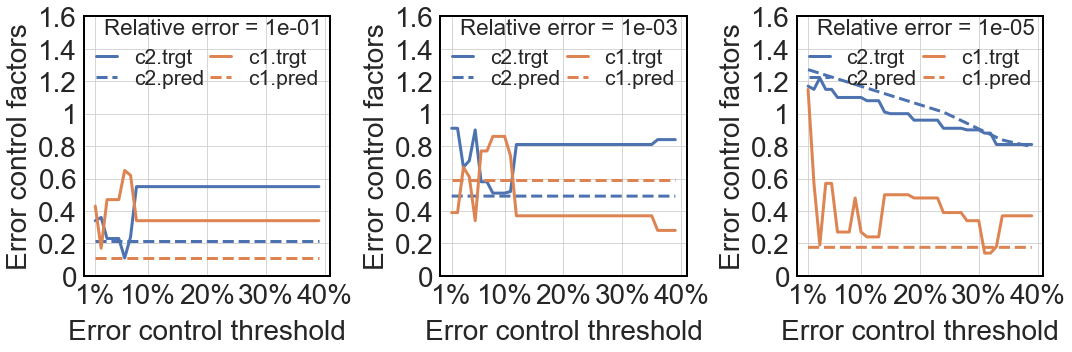 Error control factors
1.6
1.4
1.2
1
0.8
0.6
0.4
0.2
0
Relative error = 1e-01
c2.trgt c1.trgt
c2.pred c1.pred
1% 10% 20% 30% 40%
Error control threshold
Error control factors
1.6
1.4
1.2
1
0.8
0.6
0.4
0.2
0
Relative error = 1e-03
c2.trgt c1.trgt
c2.pred c1.pred
1% 10% 20% 30% 40%
Error control threshold
Error control factors
1.6
1.4
1.2
1
0.8
0.6
0.4
0.2
0
Relative error = 1e-05
c2.trgt c1.trgt
c2.pred c1.pred
1% 10% 20% 30% 40%
Error control threshold